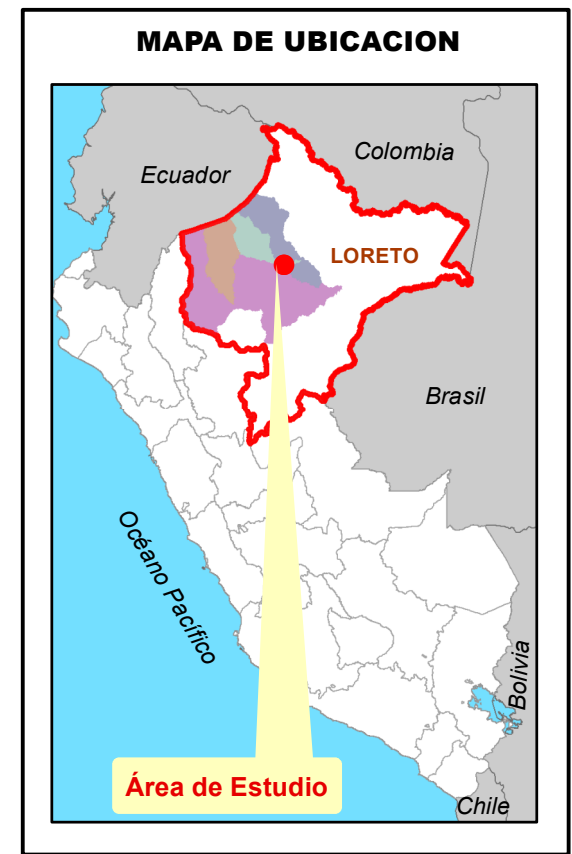 MAPA DE UBICACION
Colombia
Ecuador
LORETO
Brasil
Océano Pacífico
Bolivia
Área de Estudio
Chile